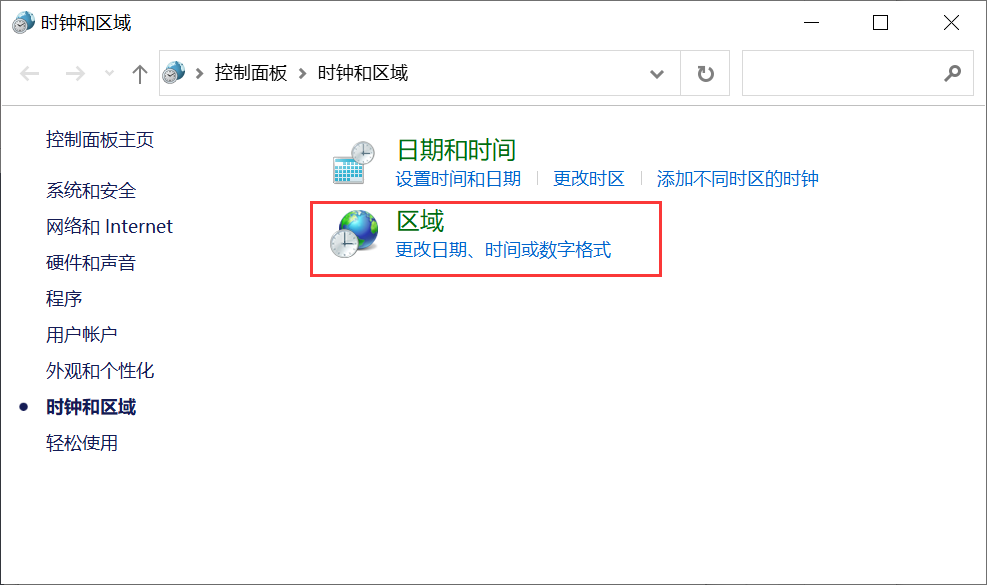 时钟和区域
控制面板 时钟和区域
控制面板主页
系统和安全
网络和 Internet
硬件和声音
程序
用户帐户
外观和个性化
时钟和区域
轻松使用
日期和时间
设置时间和日期 更改时区 添加不同时区的时钟
区域
更改日期、时间或数字格式